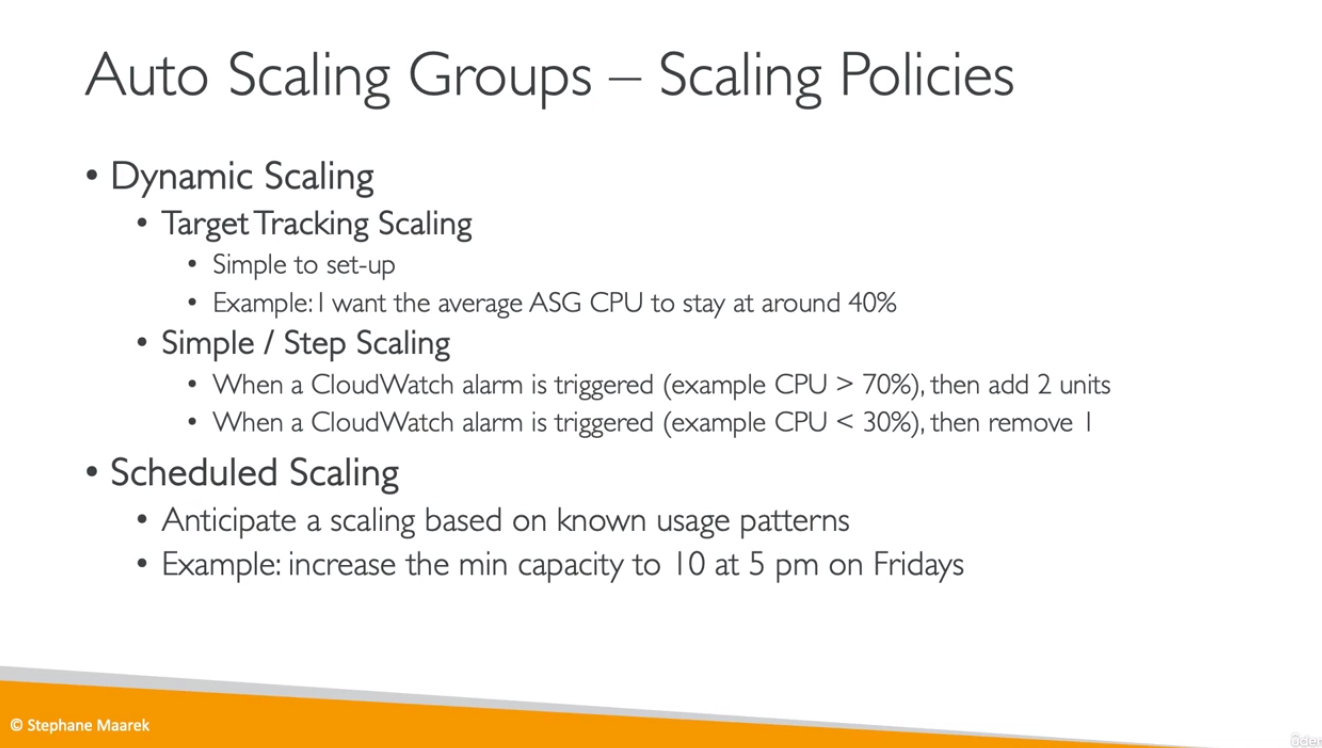 Auto Scaling Groups – Scaling Policies
• Dynamic Scaling
• Target Tracking Scaling
• Simple to set-up
• Example: I want the average ASG CPU to stay at around 40%
• Simple / Step Scaling
• When a CloudWatch alarm is triggered (example CPU > 70%), then add 2 units
• When a CloudWatch alarm is triggered (example CPU < 30%), then remove 1
• Scheduled Scaling
• Anticipate a scaling based on known usage patterns
• Example: increase the min capacity to 10 at 5 pm on Fridays
© Stephane Maarek